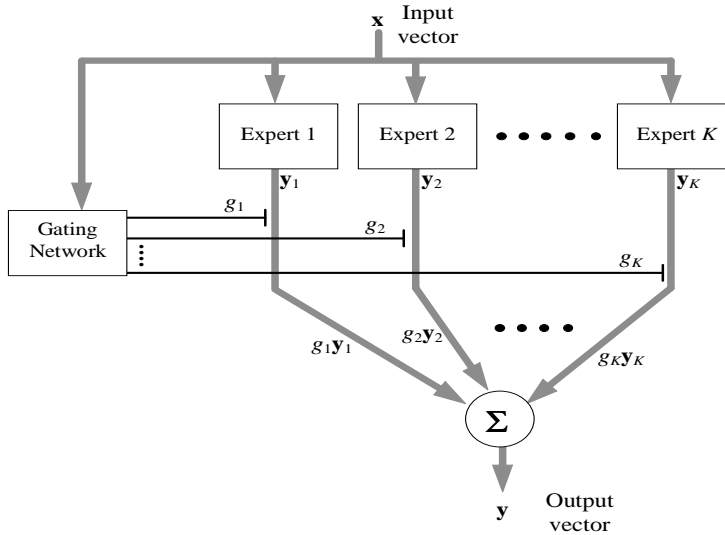 x Input
vector
Expert 1
Expert 2
Expert K
y1
y2
yK
g1
Gating
Network
g2
gK
g1y1
g2y2
gKyK
Σ
y
Output
vector